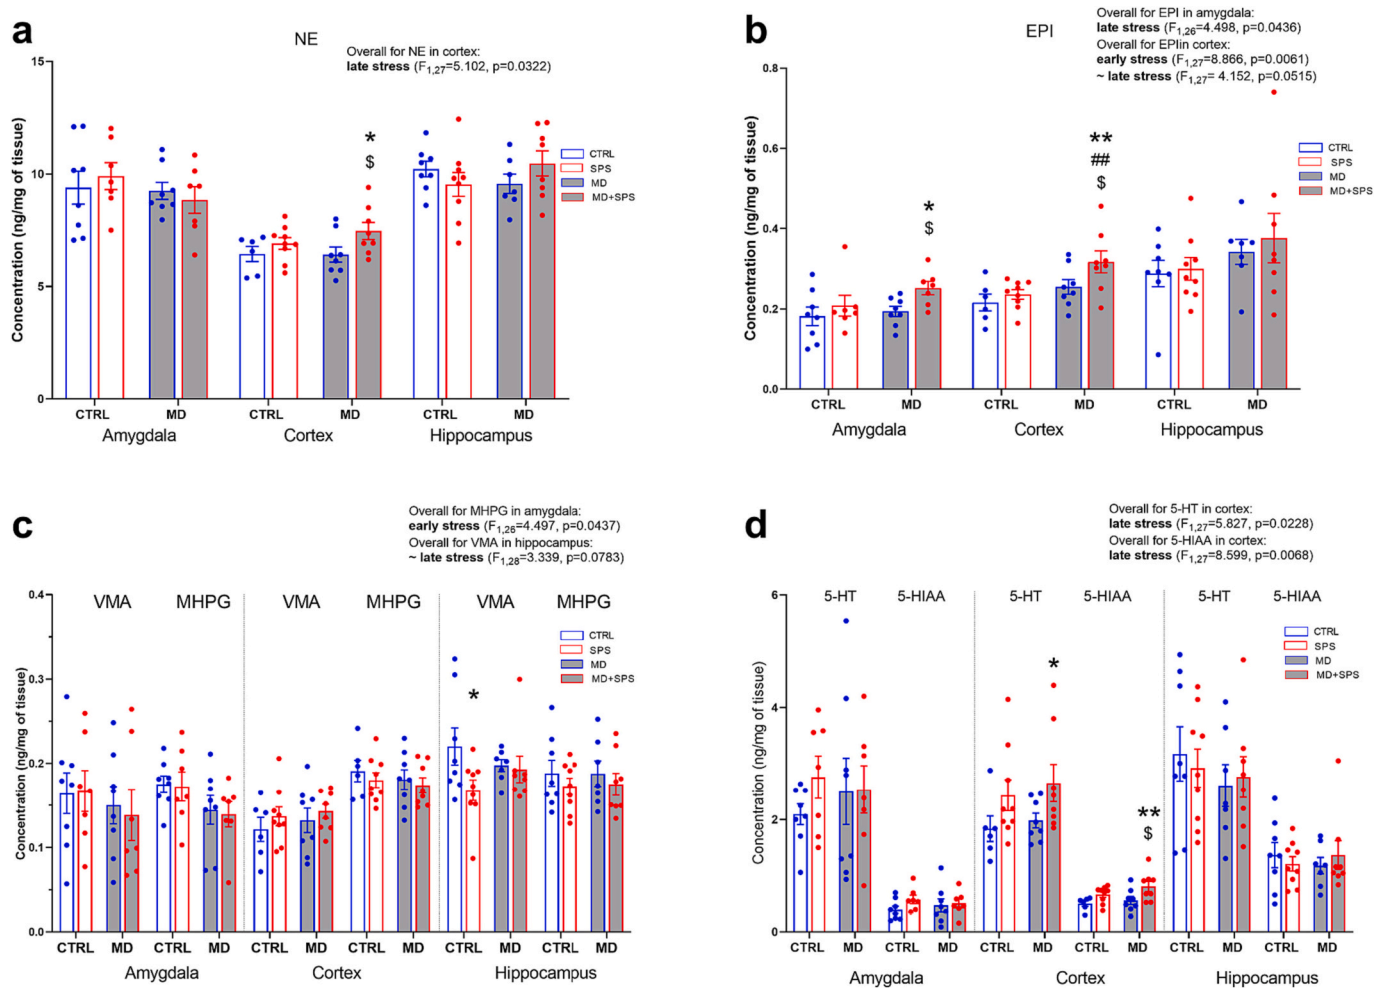 a
NE
Overall for NE in cortex:
late stress (F1,27=5.102, p=0.0322)
Concentration (ng/mg of tissue)
15
10
5
0
*
$
CTRL
SPS
MD
MD+SPS
CTRL MD CTRL MD CTRL MD
Amygdala Cortex Hippocampus
b
EPI
Overall for EPI in amygdala:
late stress (F1,26=4.498, p=0.0436)
Overall for EPIin cortex:
early stress (F1,27=8.866, p=0.0061)
~ late stress (F1,27= 4.152, p=0.0515)
Concentration (ng/mg of tissue)
0.8
0.6
0.4
0.2
0.0
*
$
**
##
$
CTRL
SPS
MD
MD+SPS
CTRL MD CTRL MD CTRL MD
Amygdala Cortex Hippocampus
c
Overall for MHPG in amygdala:
early stress (F1,26=4.497, p=0.0437)
Overall for VMA in hippocampus:
~ late stress (F1,28=3.339, p=0.0783)
Concentration (ng/mg of tissue)
0.4
0.3
0.2
0.1
0.0
VMA MHPG VMA MHPG VMA MHPG
*
CTRL
SPS
MD
MD+SPS
CTRL MD CTRL MD CTRL MD CTRL MD CTRL MD CTRL MD
Amygdala Cortex Hippocampus
d
Overall for 5-HT in cortex:
late stress (F1,27=5.827, p=0.0228)
Overall for 5-HIAA in cortex:
late stress (F1,27=8.599, p=0.0068)
Concentration (ng/mg of tissue)
6
4
2
0
5-HT 5-HIAA 5-HT 5-HIAA 5-HT 5-HIAA
*
**
$
CTRL
SPS
MD
MD+SPS
CTRL MD CTRL MD CTRL MD CTRL MD CTRL MD CTRL MD
Amygdala Cortex Hippocampus